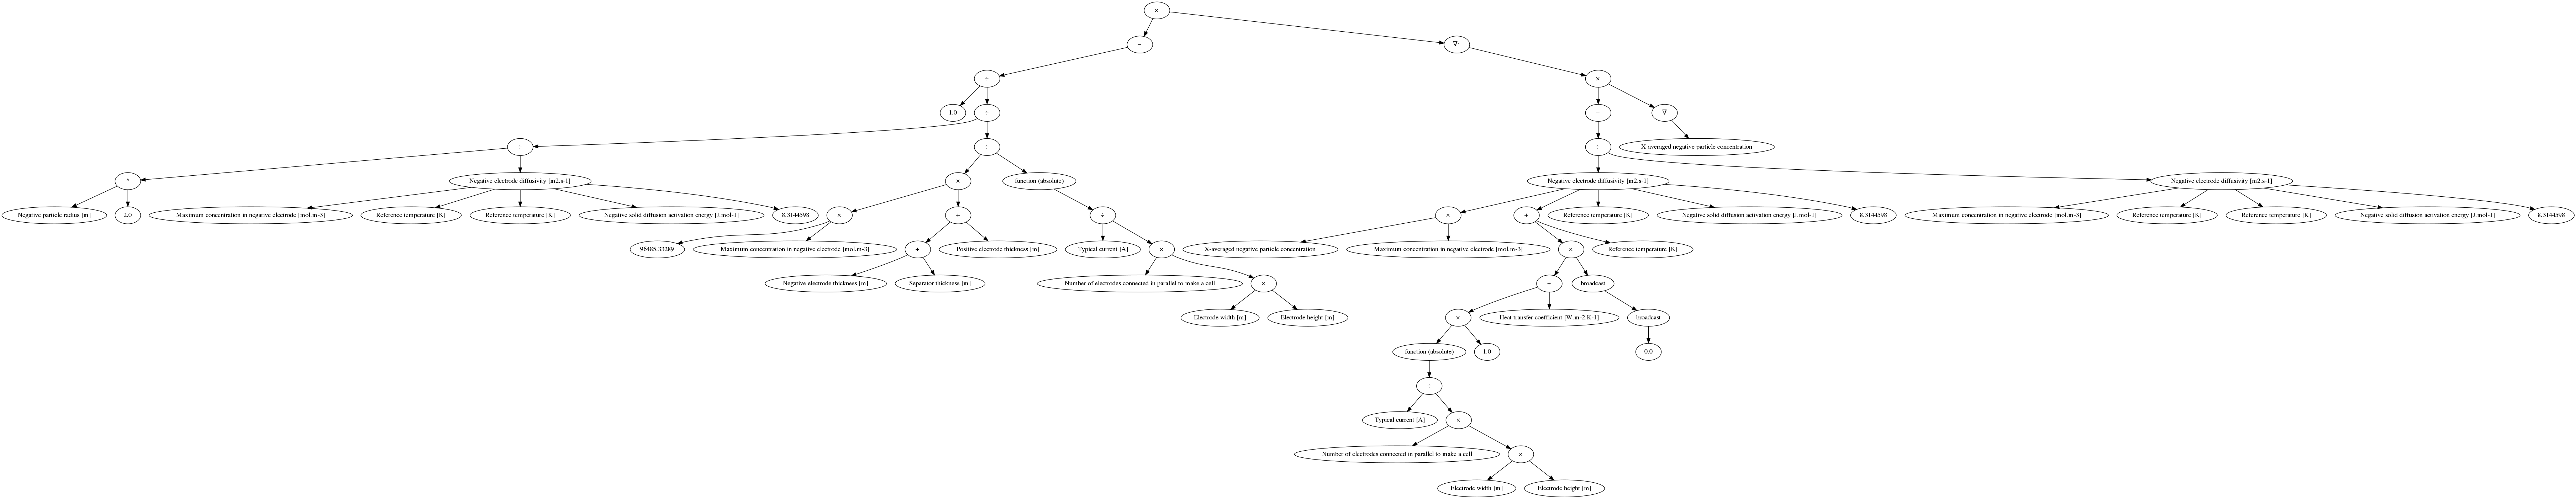 ×
−
∇⋅
÷
×
1.0
÷
−
∇
÷
÷
÷
X-averaged negative particle concentration
^
Negative electrode diffusivity [m2.s-1]
×
function (absolute)
Negative electrode diffusivity [m2.s-1]
Negative electrode diffusivity [m2.s-1]
Negative particle radius [m]
2.0
Maximum concentration in negative electrode [mol.m-3]
Reference temperature [K]
Reference temperature [K]
Negative solid diffusion activation energy [J.mol-1]
8.3144598
×
+
÷
×
+
Reference temperature [K]
Negative solid diffusion activation energy [J.mol-1]
8.3144598
Maximum concentration in negative electrode [mol.m-3]
Reference temperature [K]
Reference temperature [K]
Negative solid diffusion activation energy [J.mol-1]
8.3144598
96485.33289
Maximum concentration in negative electrode [mol.m-3]
+
Positive electrode thickness [m]
Typical current [A]
×
X-averaged negative particle concentration
Maximum concentration in negative electrode [mol.m-3]
×
Reference temperature [K]
Negative electrode thickness [m]
Separator thickness [m]
Number of electrodes connected in parallel to make a cell
×
÷
broadcast
Electrode width [m]
Electrode height [m]
×
Heat transfer coefficient [W.m-2.K-1]
broadcast
function (absolute)
1.0
0.0
÷
Typical current [A]
×
Number of electrodes connected in parallel to make a cell
×
Electrode width [m]
Electrode height [m]